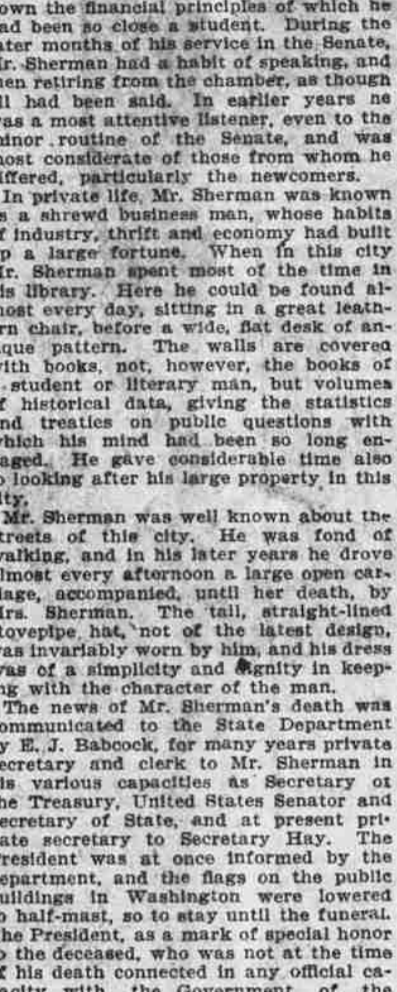 own the financial principles of which he
ad been so close a student. During the
ater months of his service in the Senate,
Mr. Sherman had a habit of speaking, and
hen retiring from the chamber, as though
ll had been said. In earlier years he
as a most attentive listener, even to the
inor routine of the Senate, and was
ost considerate of those from whom he
iffered, particularly the newcomers.
In private life, Mr. Sherman was known
s a shrewd business man, whose habits
f industry, thrift and economy had built
p a large fortune. When in this city
Mr. Sherman spent most of the time in
is library. Here he could be found al-
most every day, sitting in a great leath-
rn chair, before a wide, flat desk of an-
ique pattern. The walls are covered
ith books, not, however, the books of
student or literary man, but volumes
f historical data, giving the statistics
nd treaties on public questions with
hich his mind had been so long en-
aged. He gave considerable time also
o looking after his large property in this
ity.
Mr. Sherman was well known about the
treets of this city. He was fond of
walking, and in his later years he drove
lmost every afternoon a large open car-
iage, accompanied, until her death, by
Mrs. Sherman. The tall, straight-lined
tovepipe hat, not of the latest design,
was invariably worn by him, and his dress
was of a simplicity and dignity in keep-
ng with the character of the man.
The news of Mr. Sherman's death was
ommunicated to the State Department
y E. J. Babcock, for many years private
ecretary and clerk to Mr. Sherman in
is various capacities as Secretary of
he Treasury, United States Senator and
ecretary of State, and at present pri-
ate secretary to Secretary Hay. The
resident was at once informed by the
epartment, and the flags on the public
uildings in Washington were lowered
o half-mast, so to stay until the funeral.
he President, as a mark of special honor
o the deceased, who was not at the time
f his death connected in any official ca-
acity with the Government of the